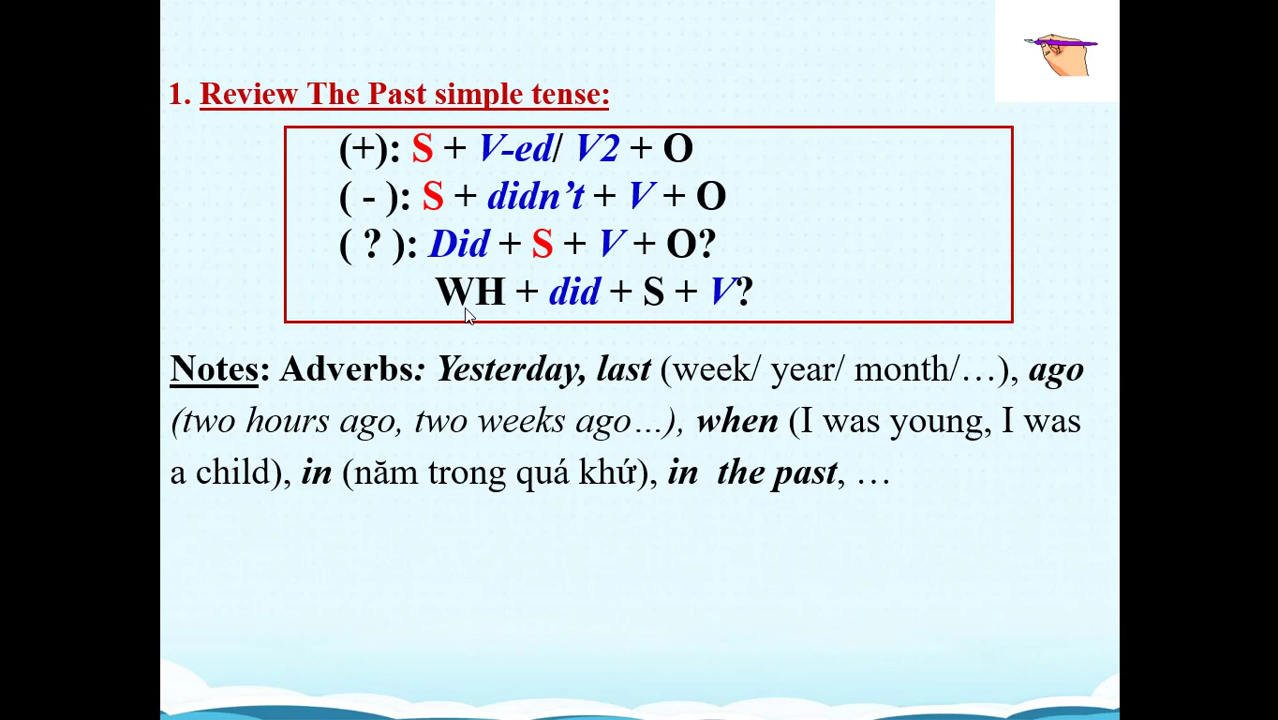 1. Review The Past simple tense:
(+): S + V-ed/ V2 + O
( - ): S + didn’t + V + O
( ? ): Did + S + V + O?
WH + did + S + V?
Notes: Adverbs: Yesterday, last (week/ year/ month/…), ago
(two hours ago, two weeks ago…), when (I was young, I was
a child), in (năm trong quá khứ), in the past, …